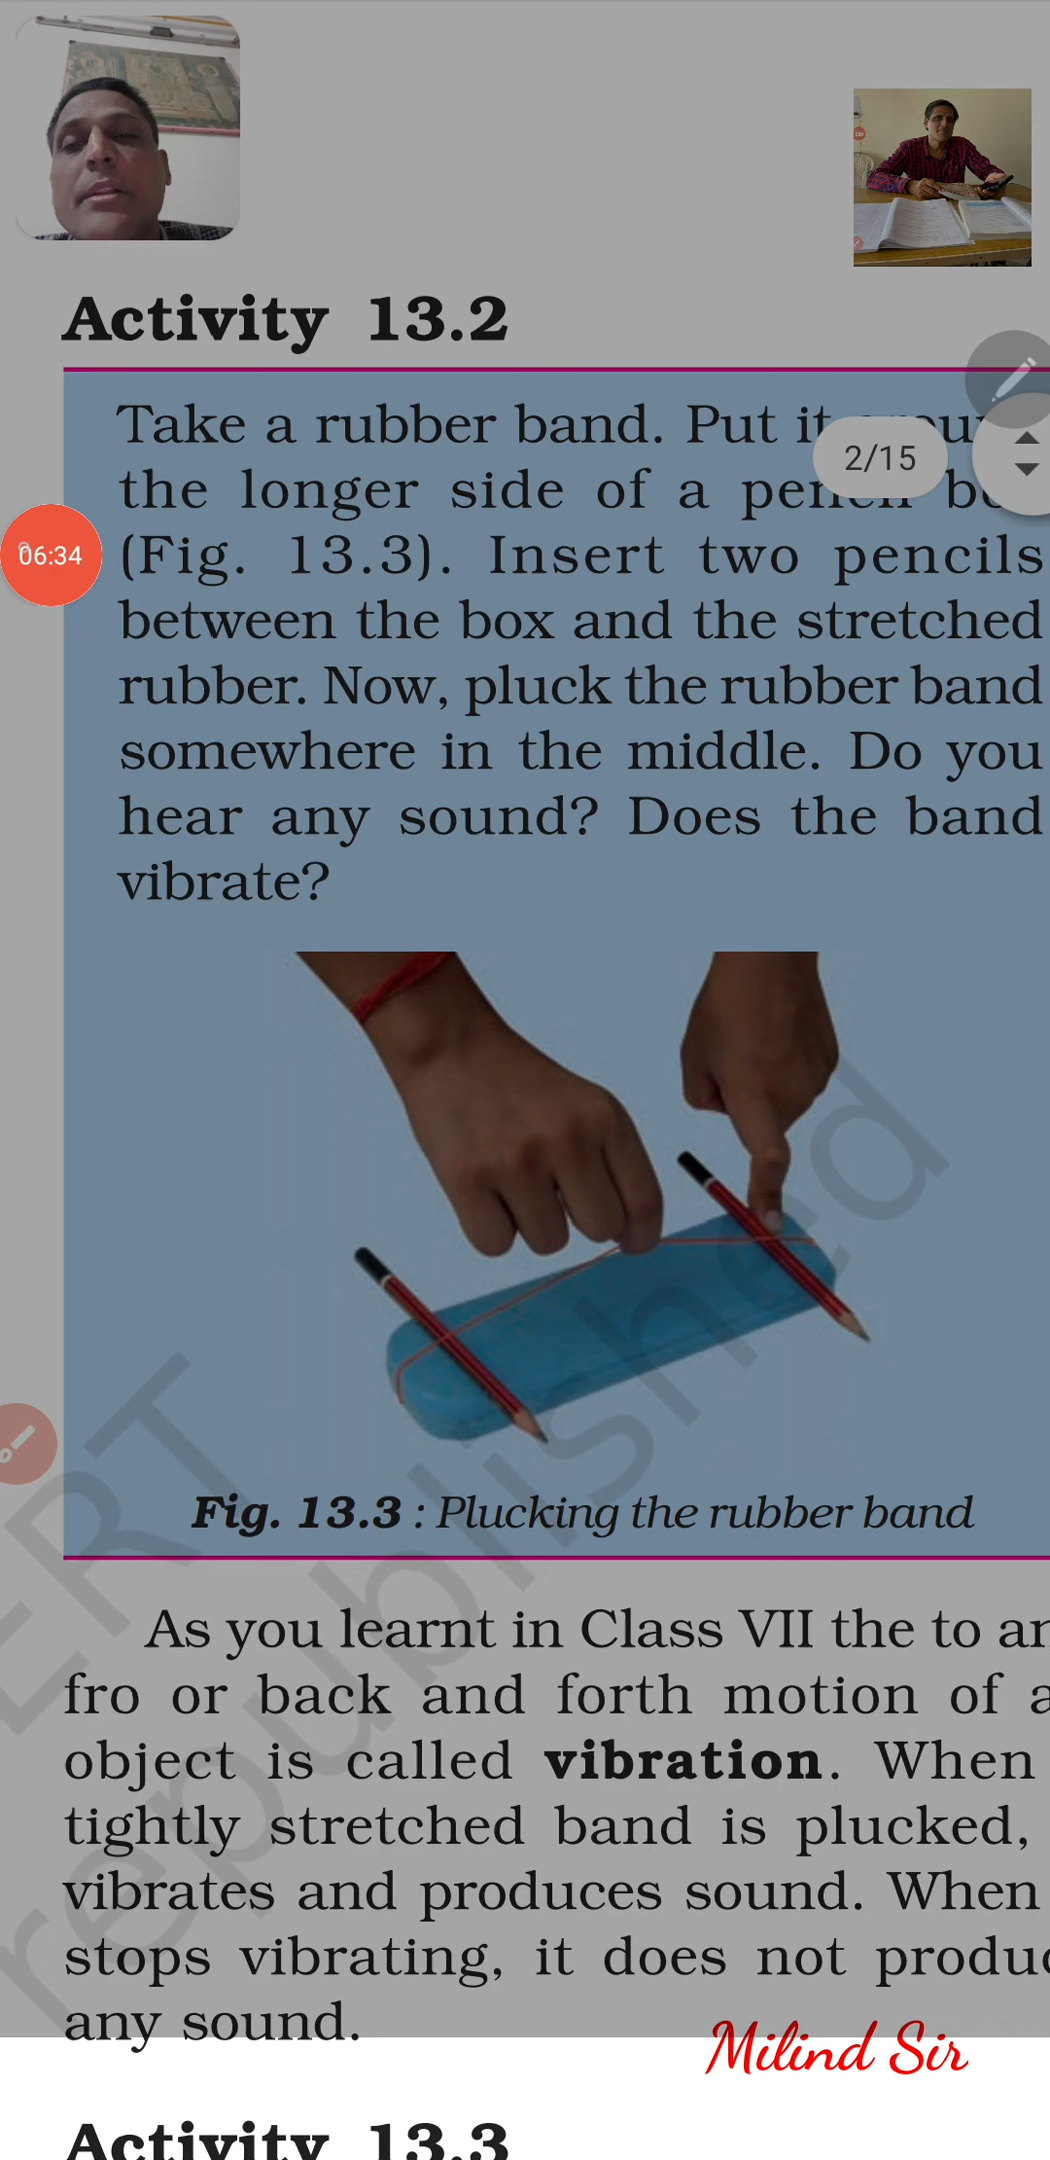 Activity 13.2
Take a rubber band. Put it
2/15
the longer side of a
06:34
(Fig. 13.3). Insert two pencils
between the box and the stretched
rubber. Now, pluck the rubber band
somewhere in the middle. Do you
hear any sound? Does the band
vibrate?
Fig. 13.3 : Plucking the rubber band
As you learnt in Class VII the to
fro or back and forth motion of
object is called vibration. When
tightly stretched band is plucked,
vibrates and produces sound. When
stops vibrating, it does not
any sound.
Milind Sir
Activity 13.3
republished